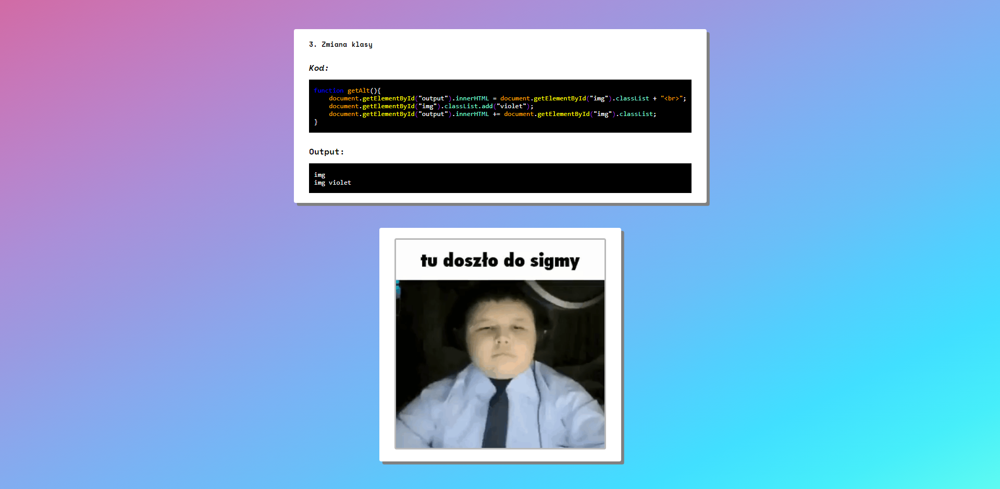 3. Zmiana klasy
Kod:
function getAlt(){
    document.getElementById("output").innerHTML = document.getElementById("img").classList + "<br>";
    document.getElementById("img").classList.add("violet");
    document.getElementById("output").innerHTML += document.getElementById("img").classList;
}
Output:
img
img violet
tu doszło do sigmy